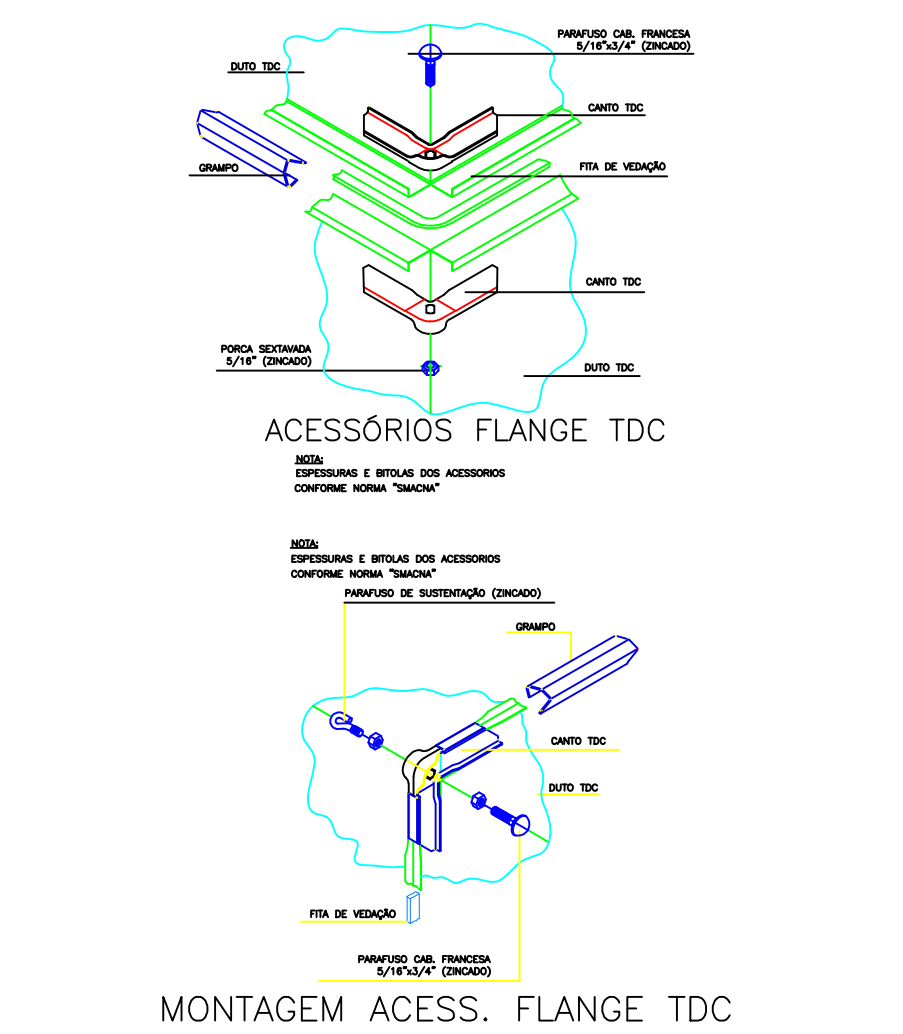 PARAFUSO CAB. FRANCESA
5/16"x3/4" (ZINCADO)
DUTO TDC
CANTO TDC
GRAMPO
FITA DE VEDAÇÃO
CANTO TDC
PORCA SEXTAVADA
5/16" (ZINCADO)
DUTO TDC
ACESSÓRIOS FLANGE TDC
NOTA:
ESPESSURAS E BITOLAS DOS ACESSORIOS
CONFORME NORMA "SMACNA"
NOTA:
ESPESSURAS E BITOLAS DOS ACESSORIOS
CONFORME NORMA "SMACNA"
PARAFUSO DE SUSTENTAÇÃO (ZINCADO)
GRAMPO
CANTO TDC
DUTO TDC
FITA DE VEDAÇÃO
PARAFUSO CAB. FRANCESA
5/16"x3/4" (ZINCADO)
MONTAGEM ACESS. FLANGE TDC